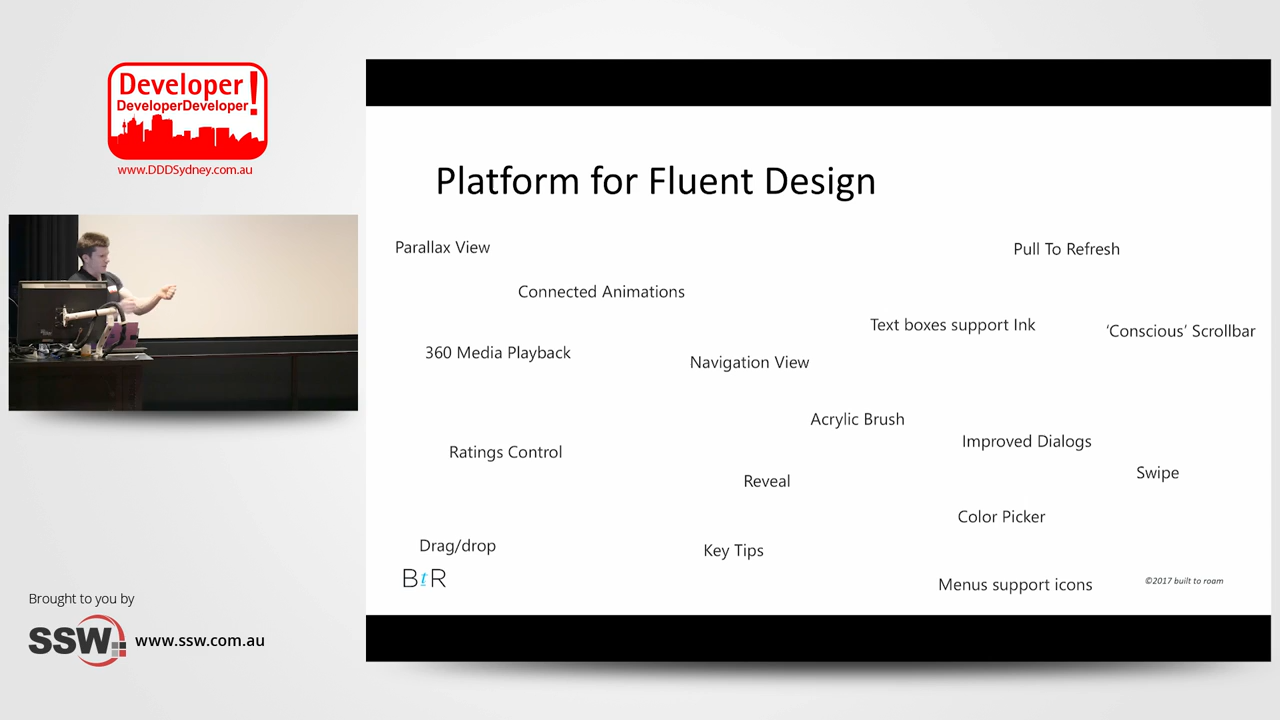 Developer!
DeveloperDeveloper
www.DDDSydney.com.au
Platform for Fluent Design
Parallax View
Pull To Refresh
Connected Animations
Text boxes support Ink
‘Conscious’ Scrollbar
360 Media Playback
Navigation View
Acrylic Brush
Improved Dialogs
Ratings Control
Swipe
Reveal
Color Picker
Drag/drop
Key Tips
BtR
©2017 built to roam
Menus support icons
Brought to you by
SSW
www.ssw.com.au